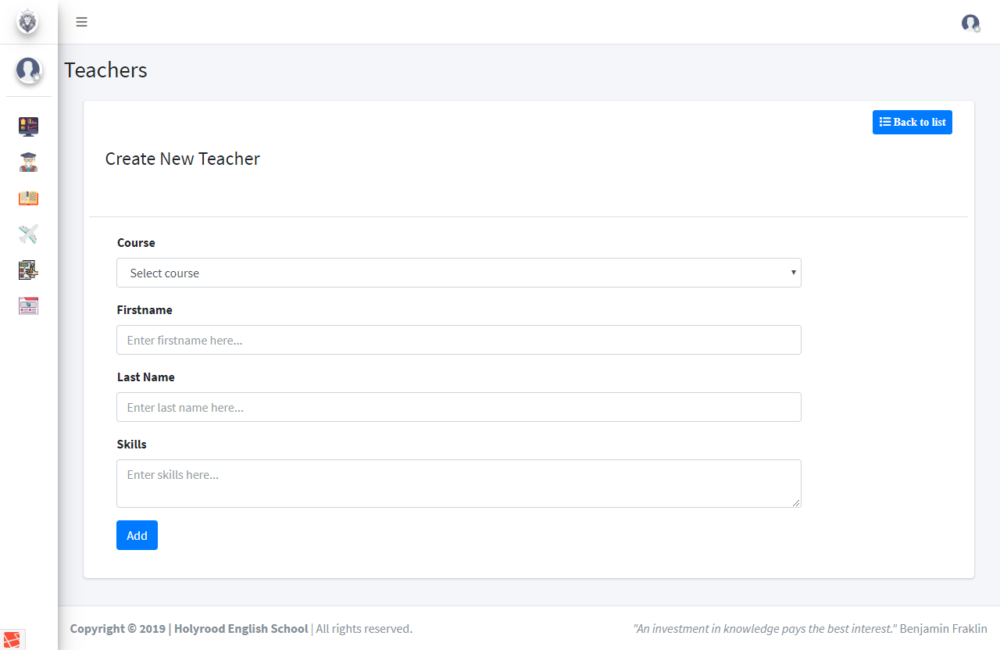 Teachers
Back to list
Create New Teacher
Course
Select course
Firstname
Enter firstname here...
Last Name
Enter last name here...
Skills
Enter skills here...
Add
Copyright © 2019 | Holyrood English School | All rights reserved.
"An investment in knowledge pays the best interest." Benjamin Fraklin